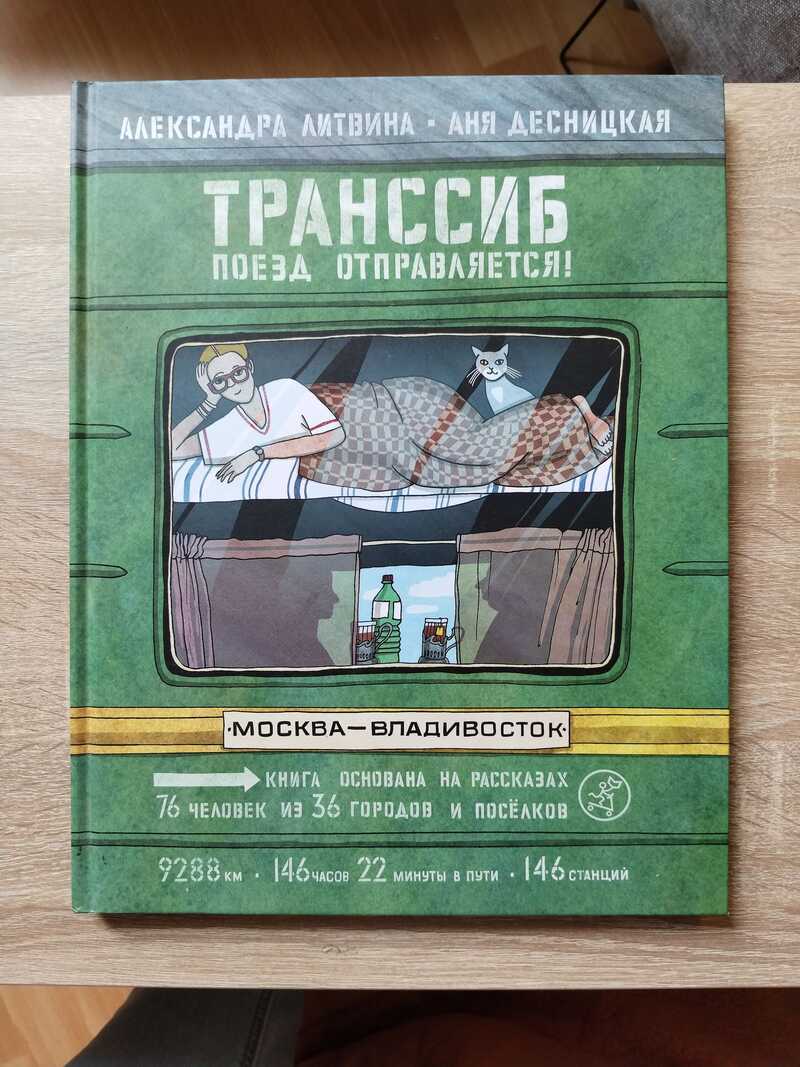 АЛЕКСАНДРА ЛИТВИНА · АНЯ ДЕСНИЦКАЯ
ТРАНССИБ
ПОЕЗД ОТПРАВЛЯЕТСЯ!
·МОСКВА—ВЛАДИВОСТОК·
КНИГА ОСНОВАНА НА РАССКАЗАХ
76 ЧЕЛОВЕК ИЗ 36 ГОРОДОВ И ПОСЁЛКОВ
9288 КМ · 146 ЧАСОВ 22 МИНУТЫ В ПУТИ · 146 СТАНЦИЙ